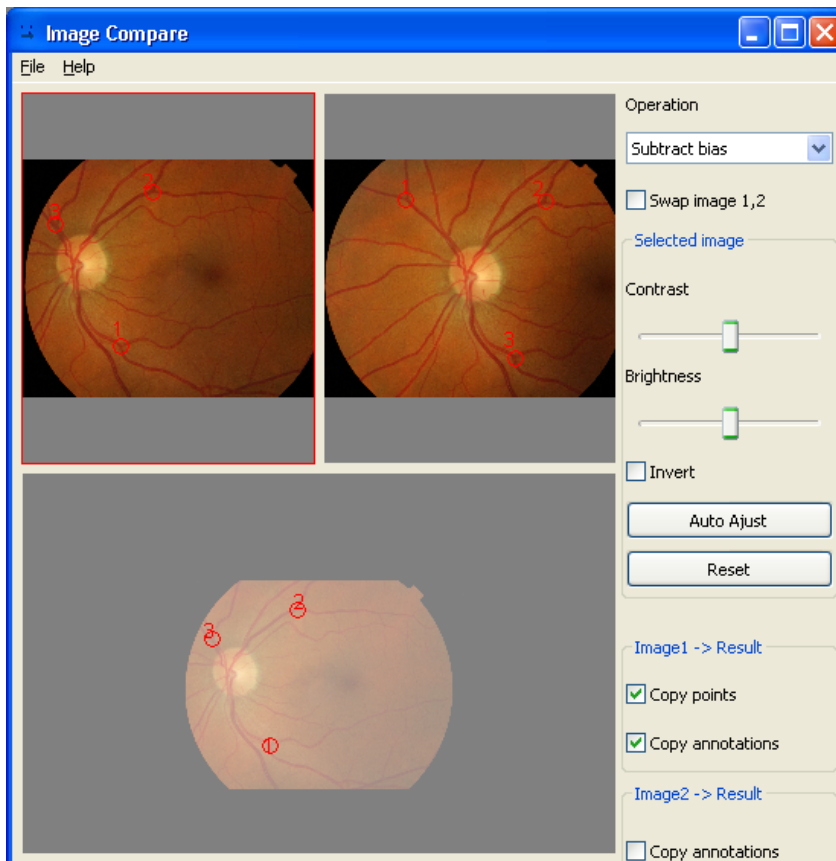 Image Compare
File Help
2
3
1
1
2
3
2
3
1
Operation
Subtract bias
Swap image 1,2
Selected image
Contrast
Brightness
Invert
Auto Ajust
Reset
Image1 -> Result
Copy points
Copy annotations
Image2 -> Result
Copy annotations